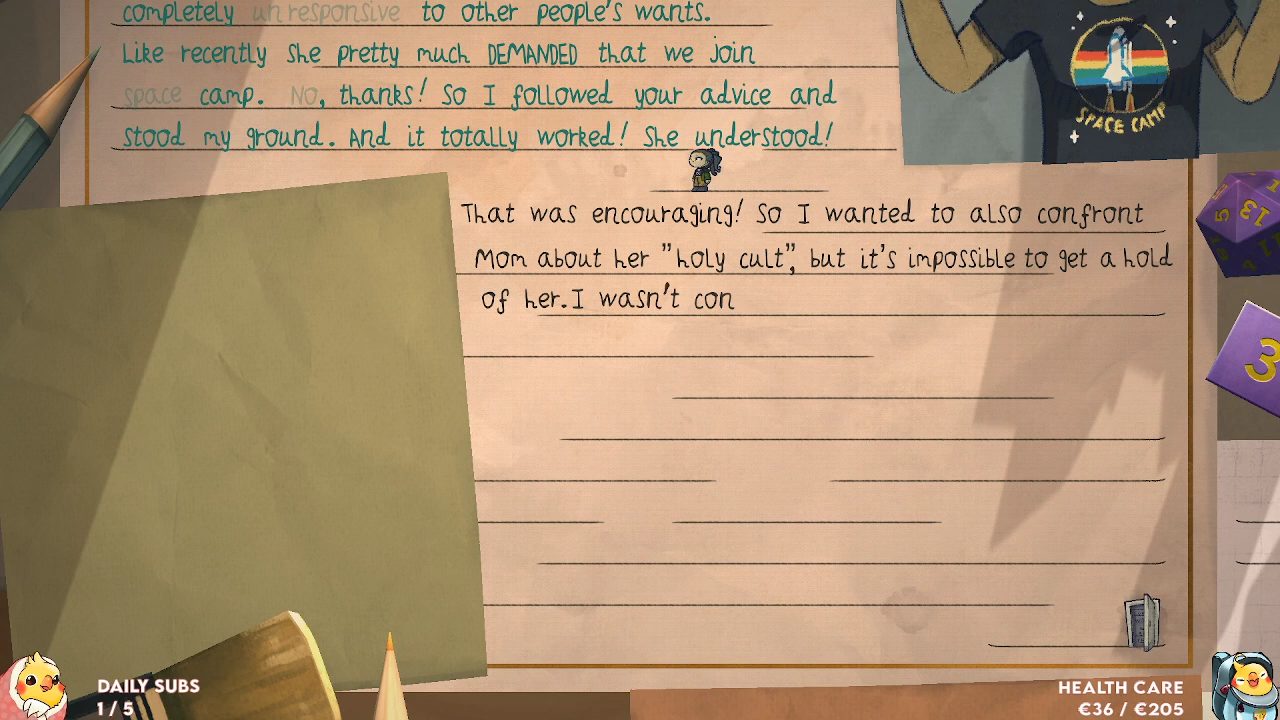 completely unresponsive to other people's wants.
Like recently she pretty much DEMANDED that we join
space camp. No, thanks! So I followed your advice and
stood my ground. And it totally worked! She understood!
SPACE CAMP
That was encouraging! So I wanted to also confront
Mom about her "holy cult", but it's impossible to get a hold
of her. I wasn't con
13
3
DAILY SUBS
1 / 5
HEALTH CARE
€36 / €205